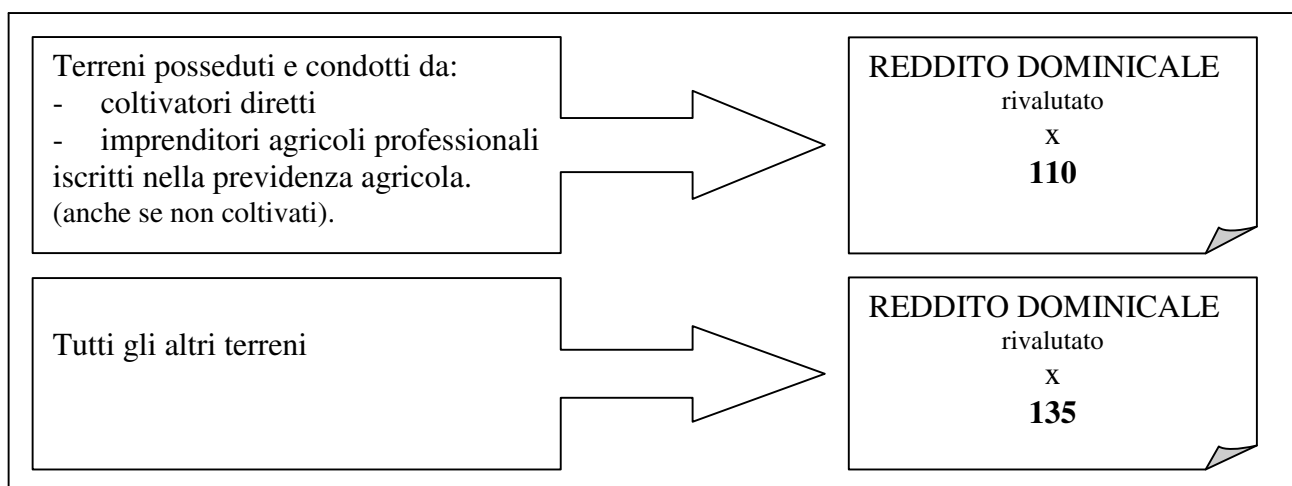 Terreni posseduti e condotti da:
- coltivatori diretti
- imprenditori agricoli professionali
iscritti nella previdenza agricola.
(anche se non coltivati).
REDDITO DOMINICALE
rivalutato
x
110
Tutti gli altri terreni
REDDITO DOMINICALE
rivalutato
x
135